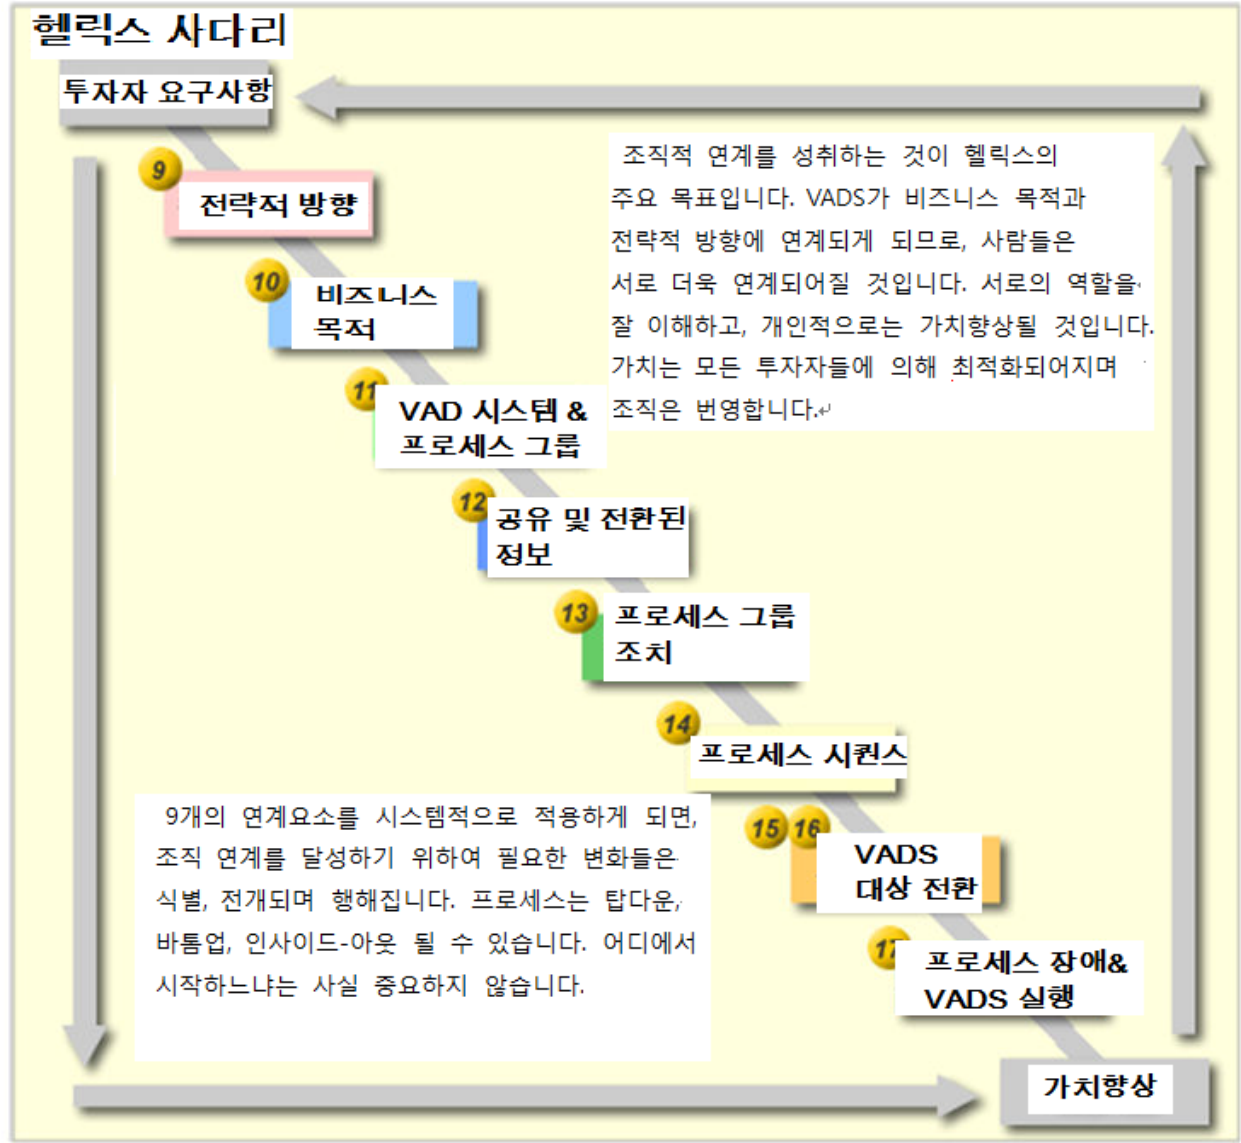 헬릭스 사다리
투자자 요구사항
조직적 연계를 성취하는 것이 헬릭스의
주요 목표입니다. VADS가 비즈니스 목적과
전략적 방향에 연계되게 되므로, 사람들은
서로 더욱 연계되어질 것입니다. 서로의 역할을
잘 이해하고, 개인적으로는 가치향상될 것입니다.
가치는 모든 투자자들에 의해 최적화되어지며
조직은 번영합니다.↵
9
전략적 방향
10
비즈니스
목적
11
VAD 시스템 &
프로세스 그룹
12
공유 및 전환된
정보
13
프로세스 그룹
조치
14
프로세스 시퀀스
15 16
VADS
대상 전환
17
프로세스 장애&
VADS 실행
9개의 연계요소를 시스템적으로 적용하게 되면,
조직 연계를 달성하기 위하여 필요한 변화들은
식별, 전개되며 행해집니다. 프로세스는 탑다운,
바톰업, 인사이드-아웃 될 수 있습니다. 어디에서
시작하느냐는 사실 중요하지 않습니다.
가치향상